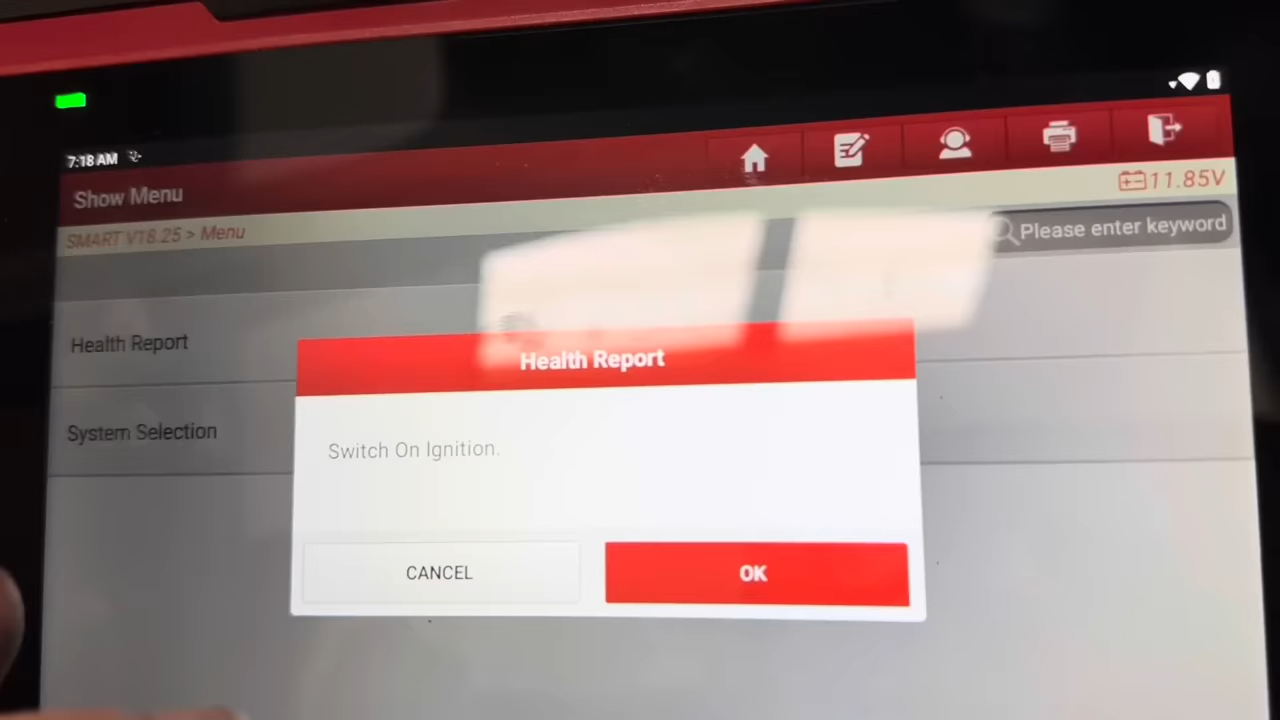 7:18 AM
Show Menu
11.85V
SMART V18.25 > Menu
Please enter keyword
Health Report
Health Report
System Selection
Switch On Ignition.
CANCEL
OK